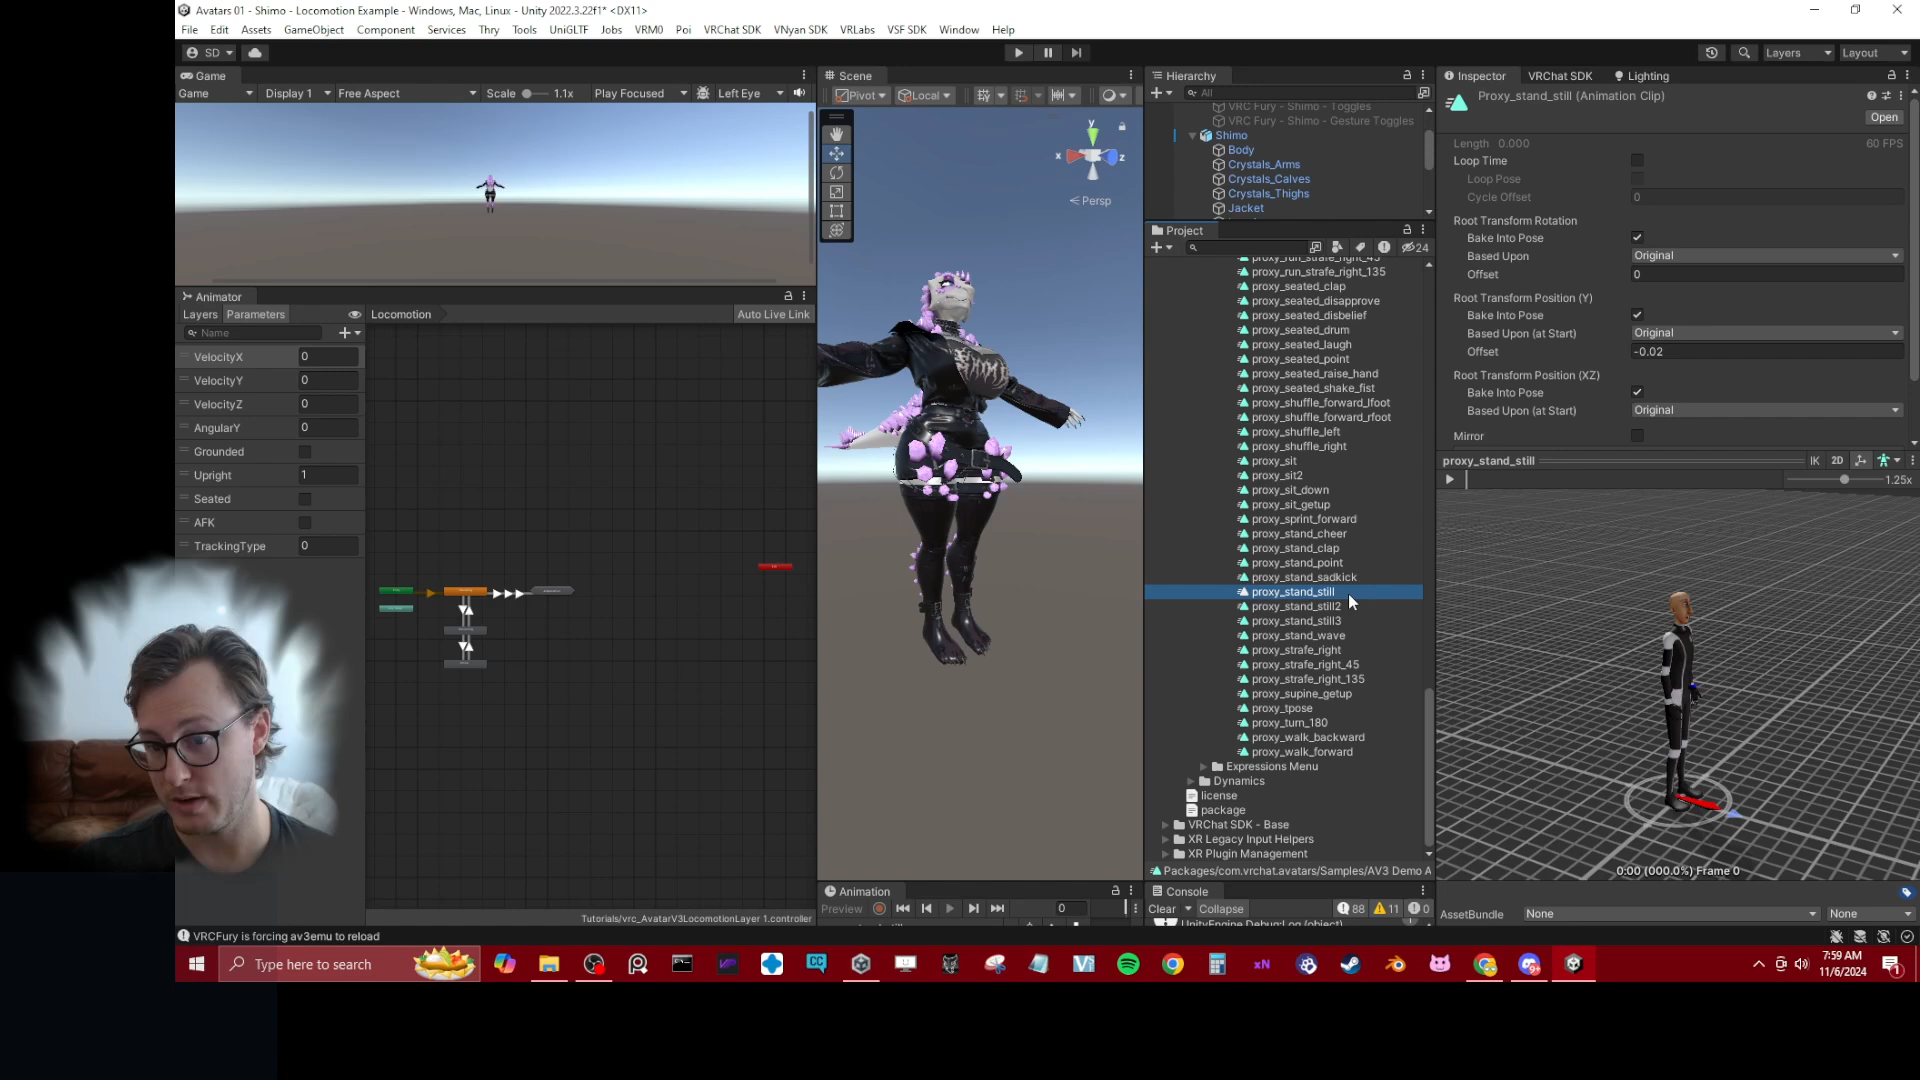 Avatars 01 - Shimo - Locomotion Example - Windows, Mac, Linux - Unity 2022.3.22f1* <DX11>
File Edit Assets GameObject Component Services Thry Tools UniGLTF Jobs VRM0 Poi VRChat SDK VNyan SDK VRLabs VSF SDK Window Help
SD Layers Layout
Game
Game Display 1 Free Aspect Scale 1.1x Play Focused Left Eye
Animator
Layers Parameters Locomotion Auto Live Link
Name
VelocityX 0
VelocityY 0
VelocityZ 0
AngularY 0
Grounded
Upright 1
Seated
AFK
TrackingType 0
Tutorials/vrc_AvatarV3LocomotionLayer 1.controller
VRCFury is forcing av3emu to reload
Scene
Pivot Local
y
x z
Persp
Animation
Preview 0
Hierarchy
All
VRC Fury - Shimo - Toggles
VRC Fury - Shimo - Gesture Toggles
Shimo
Body
Crystals_Arms
Crystals_Calves
Crystals_Thighs
Jacket
Project
24
proxy_run_strafe_right_45
proxy_run_strafe_right_135
proxy_seated_clap
proxy_seated_disapprove
proxy_seated_disbelief
proxy_seated_drum
proxy_seated_laugh
proxy_seated_point
proxy_seated_raise_hand
proxy_seated_shake_fist
proxy_shuffle_forward_lfoot
proxy_shuffle_forward_rfoot
proxy_shuffle_left
proxy_shuffle_right
proxy_sit
proxy_sit2
proxy_sit_down
proxy_sit_getup
proxy_sprint_forward
proxy_stand_cheer
proxy_stand_clap
proxy_stand_point
proxy_stand_sadkick
proxy_stand_still
proxy_stand_still2
proxy_stand_still3
proxy_stand_wave
proxy_strafe_right
proxy_strafe_right_45
proxy_strafe_right_135
proxy_supine_getup
proxy_tpose
proxy_turn_180
proxy_walk_backward
proxy_walk_forward
Expressions Menu
Dynamics
license
package
VRChat SDK - Base
XR Legacy Input Helpers
XR Plugin Management
Packages/com.vrchat.avatars/Samples/AV3 Demo A
Console
Clear Collapse 88 11 0
UnityEngine.Debug:Log (object)
Inspector VRChat SDK Lighting
Proxy_stand_still (Animation Clip)
Open
Length 0.000 60 FPS
Loop Time
Loop Pose
Cycle Offset 0
Root Transform Rotation
Bake Into Pose
Based Upon Original
Offset 0
Root Transform Position (Y)
Bake Into Pose
Based Upon (at Start) Original
Offset -0.02
Root Transform Position (XZ)
Bake Into Pose
Based Upon (at Start) Original
Mirror
proxy_stand_still IK 2D
1.25x
0:00 (000.0%) Frame 0
AssetBundle None None
Type here to search
7:59 AM
11/6/2024